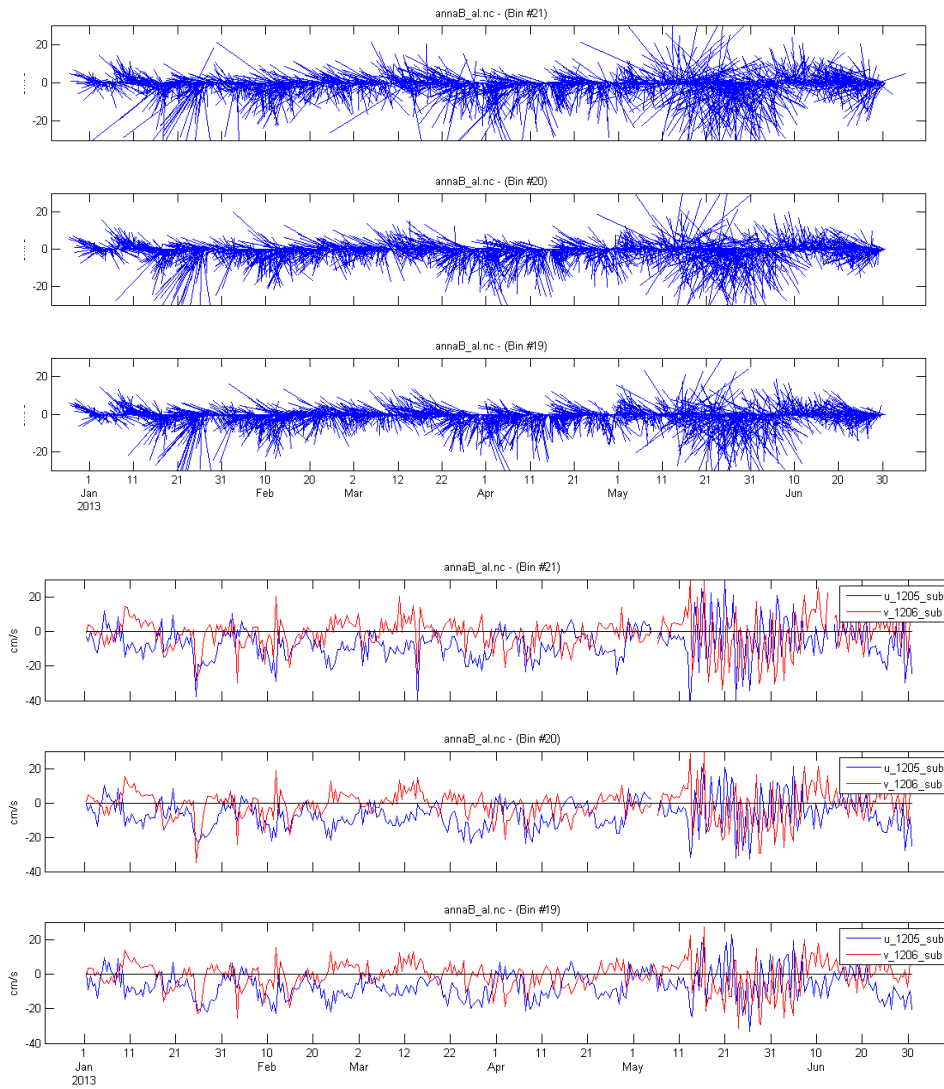 annaB_al.nc - (Bin #21)
20
0
-20
annaB_al.nc - (Bin #20)
20
0
-20
annaB_al.nc - (Bin #19)
20
0
-20
1 11 21 31 10 20 2 12 22 1 11 21 1 11 21 31 10 20 30
Jan Feb Mar Apr May Jun
2013
annaB_al.nc - (Bin #21)
cm/s
20
0
-20
-40
u_1205_sub
v_1206_sub
annaB_al.nc - (Bin #20)
cm/s
20
0
-20
-40
u_1205_sub
v_1206_sub
annaB_al.nc - (Bin #19)
cm/s
20
0
-20
-40
u_1205_sub
v_1206_sub
1 11 21 31 10 20 2 12 22 1 11 21 1 11 21 31 10 20 30
Jan Feb Mar Apr May Jun
2013